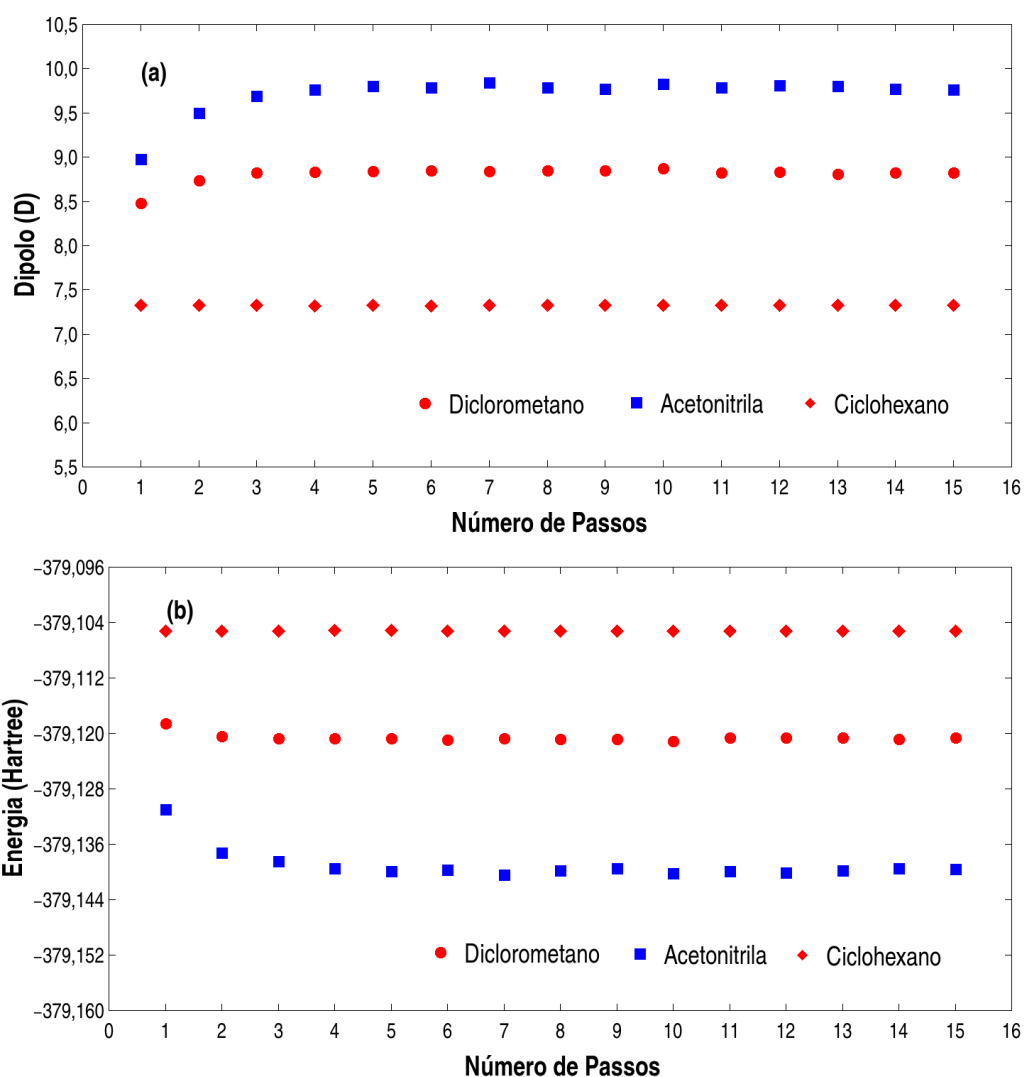 10,5
10,0
9,5
9,0
8,5
8,0
7,5
7,0
6,5
6,0
5,5
Dipolo (D)
(a)
Diclorometano Acetonitrila Ciclohexano
0 1 2 3 4 5 6 7 8 9 10 11 12 13 14 15 16
Número de Passos
−379,096
−379,104
−379,112
−379,120
−379,128
−379,136
−379,144
−379,152
−379,160
Energia (Hartree)
(b)
Diclorometano Acetonitrila Ciclohexano
0 1 2 3 4 5 6 7 8 9 10 11 12 13 14 15 16
Número de Passos